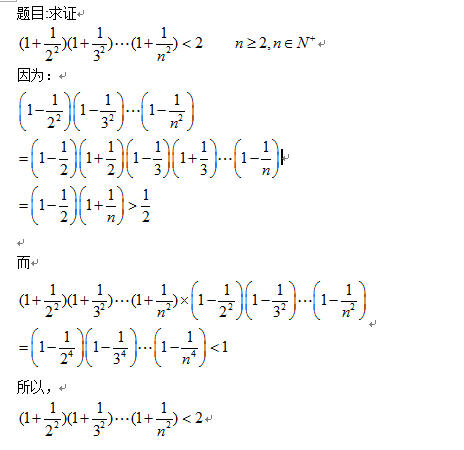 题目:求证
(1+1/2²)(1+1/3²)⋯(1+1/n²)<2 n≥2,n∈N⁺
因为：
(1−1/2²)(1−1/3²)⋯(1−1/n²)
=(1−1/2)(1+1/2)(1−1/3)(1+1/3)⋯(1−1/n)
=(1−1/2)(1+1/n)>1/2
而
(1+1/2²)(1+1/3²)⋯(1+1/n²)×(1−1/2²)(1−1/3²)⋯(1−1/n²)
=(1−1/2⁴)(1−1/3⁴)⋯(1−1/n⁴)<1
所以，
(1+1/2²)(1+1/3²)⋯(1+1/n²)<2